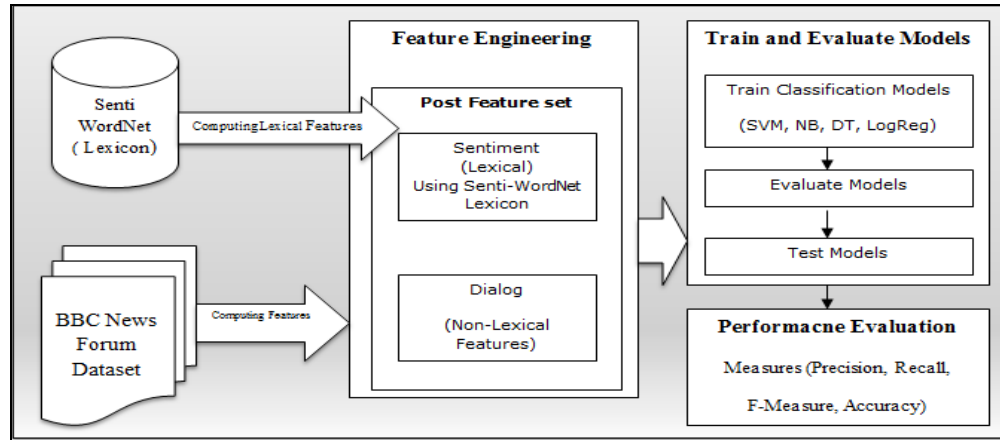 Senti
WordNet
( Lexicon)
Computing Lexical Features
BBC News
Forum
Dataset
Computing Features
Feature Engineering
Post Feature set
Sentiment
(Lexical)
Using Senti-WordNet
Lexicon
Dialog
(Non-Lexical
Features)
Train and Evaluate Models
Train Classification Models
(SVM, NB, DT, LogReg)
Evaluate Models
Test Models
Performacne Evaluation
Measures (Precision, Recall,
F-Measure, Accuracy)